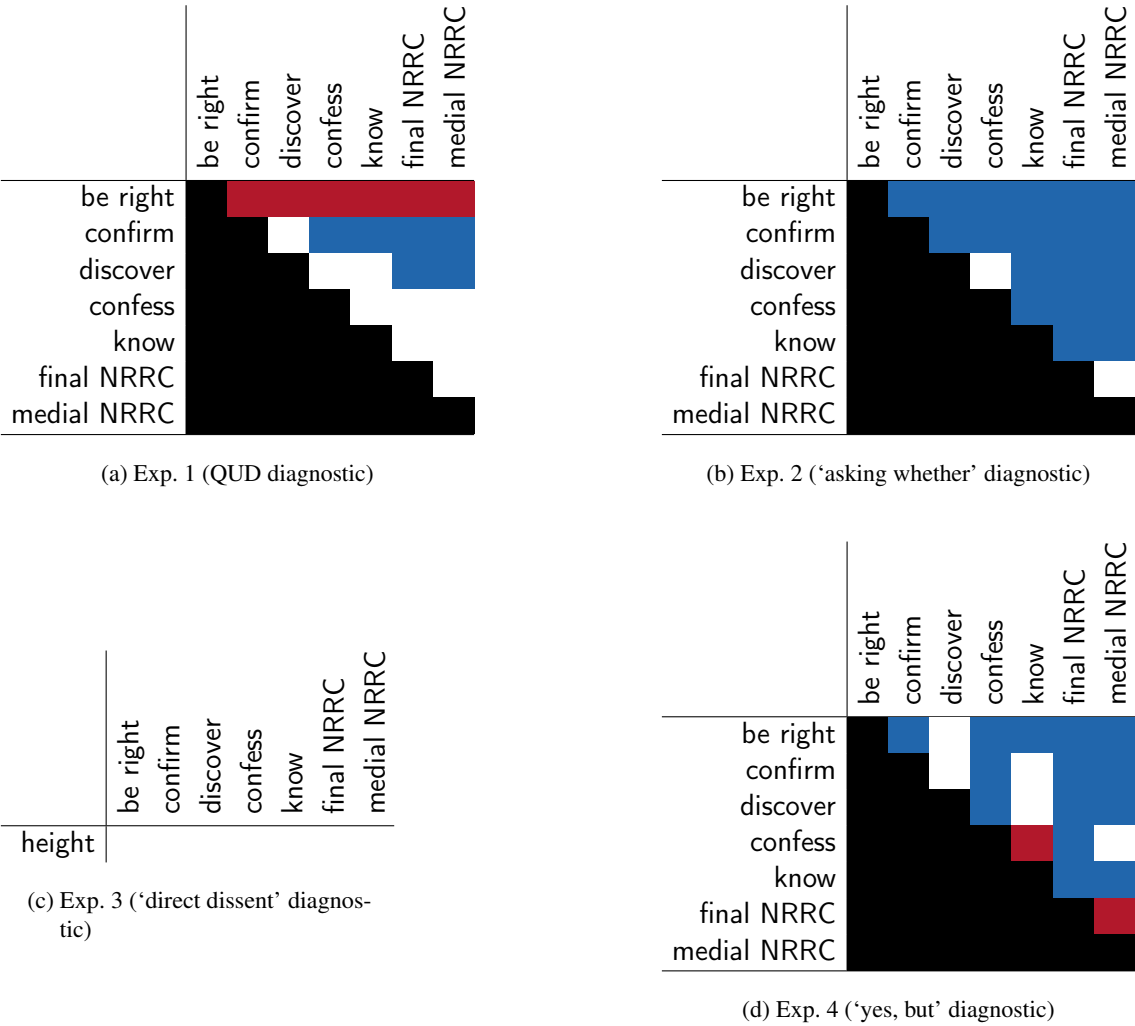 be right
confirm
discover
confess
know
final NRRC
medial NRRC
be right
confirm
discover
confess
know
final NRRC
medial NRRC
(a) Exp. 1 (QUD diagnostic)
be right
confirm
discover
confess
know
final NRRC
medial NRRC
be right
confirm
discover
confess
know
final NRRC
medial NRRC
(b) Exp. 2 (‘asking whether’ diagnostic)
be right
confirm
discover
confess
know
final NRRC
medial NRRC
height
(c) Exp. 3 (‘direct dissent’ diagnos-
tic)
be right
confirm
discover
confess
know
final NRRC
medial NRRC
be right
confirm
discover
confess
know
final NRRC
medial NRRC
(d) Exp. 4 (‘yes, but’ diagnostic)